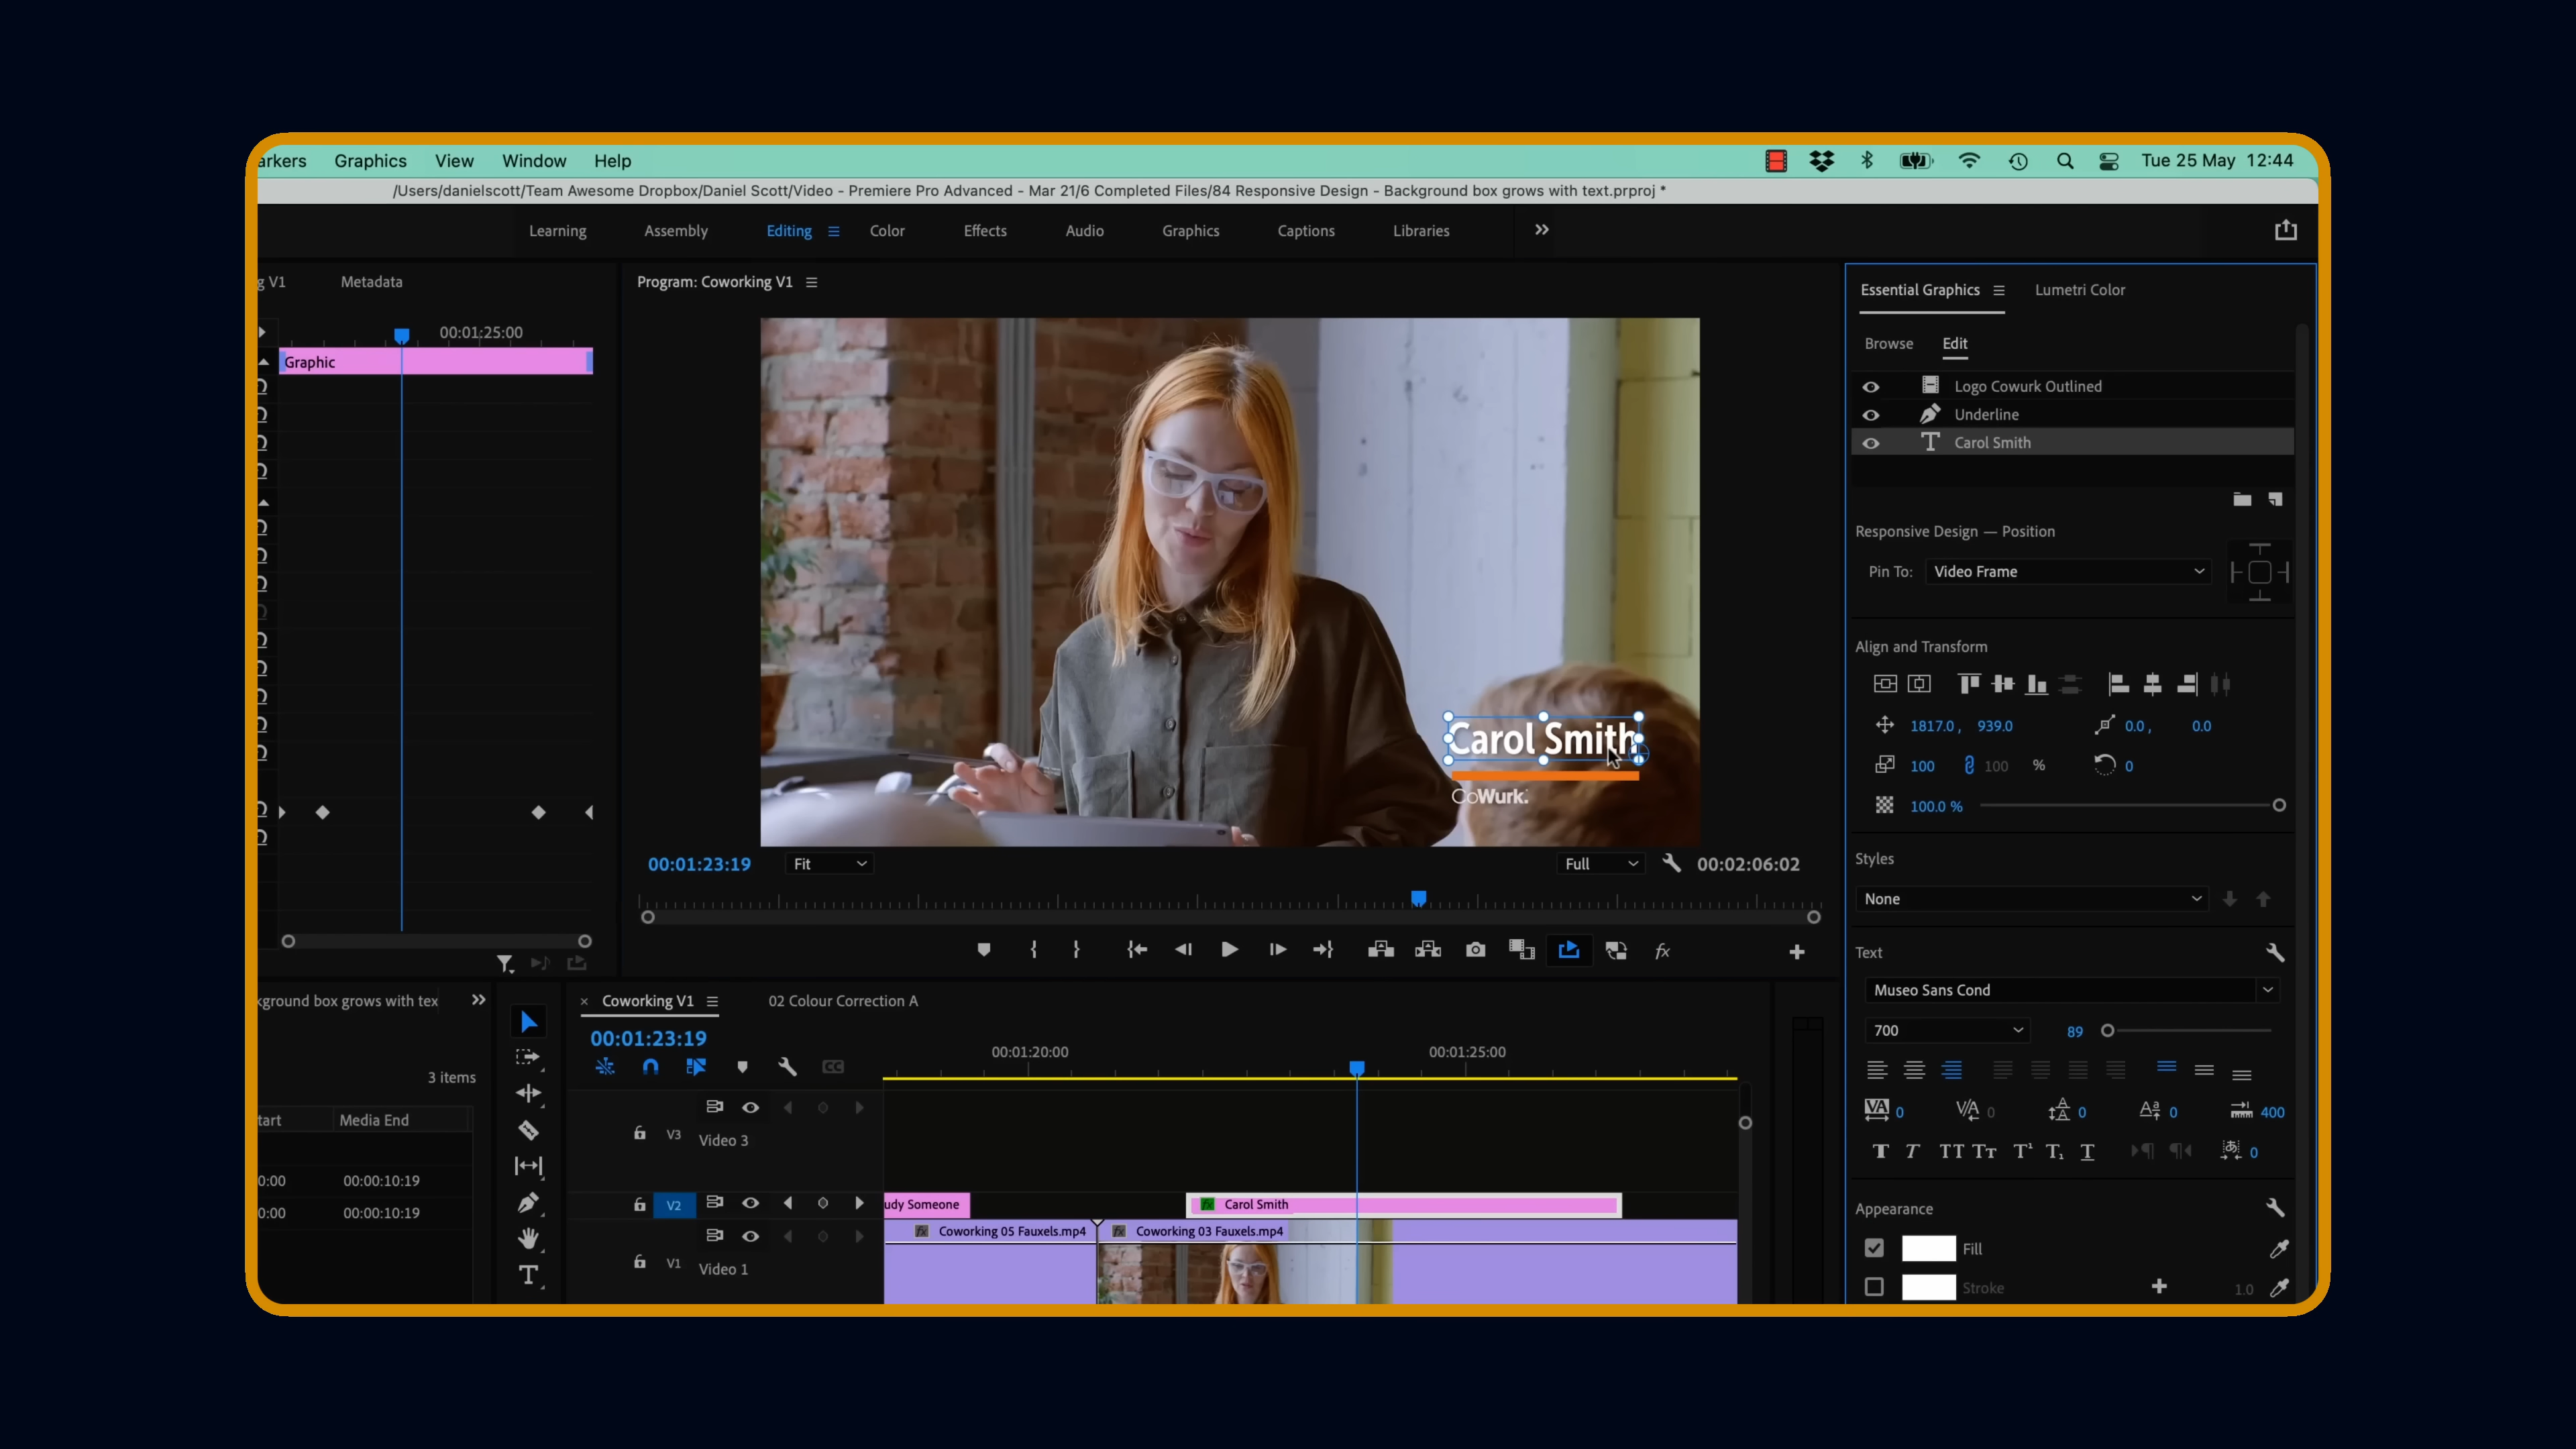 arkers Graphics View Window Help Tue 25 May 12:44
/Users/danielscott/Team Awesome Dropbox/Daniel Scott/Video - Premiere Pro Advanced - Mar 21/6 Completed Files/84 Responsive Design - Background box grows with text.prproj *
Learning Assembly Editing Color Effects Audio Graphics Captions Libraries
g V1 Metadata
00:01:25:00
Graphic
Program: Coworking V1
Carol Smith
CoWurk.
00:01:23:19 Fit Full 00:02:06:02
Essential Graphics Lumetri Color
Browse Edit
Logo Cowurk Outlined
Underline
Carol Smith
Responsive Design — Position
Pin To: Video Frame
Align and Transform
1817.0 , 939.0 0.0 , 0.0
100 100 % 0
100.0 %
Styles
None
Text
Museo Sans Cond
700 89
0 0 0 0 400
0
Appearance
Fill
Stroke 1.0
kground box grows with tex
3 items
tart Media End
0:00 00:00:10:19
0:00 00:00:10:19
Coworking V1 02 Colour Correction A
00:01:23:19
00:01:20:00 00:01:25:00
V3 Video 3
V2 udy Someone Carol Smith
Coworking 05 Fauxels.mp4 Coworking 03 Fauxels.mp4
V1 Video 1